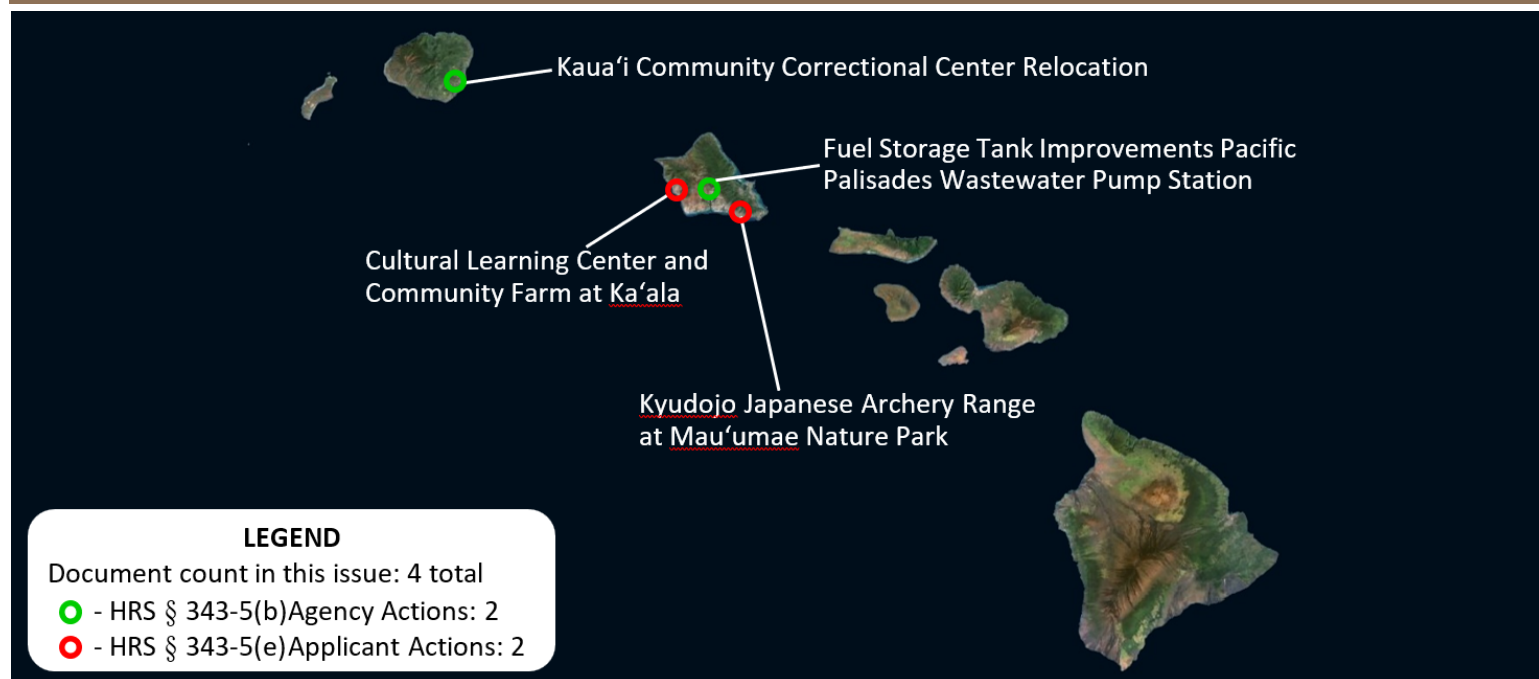 Kauaʻi Community Correctional Center Relocation
Fuel Storage Tank Improvements Pacific
Palisades Wastewater Pump Station
Cultural Learning Center and
Community Farm at Kaʻala
Kyudojo Japanese Archery Range
at Mauʻumae Nature Park
LEGEND
Document count in this issue: 4 total
- HRS § 343-5(b)Agency Actions: 2
- HRS § 343-5(e)Applicant Actions: 2